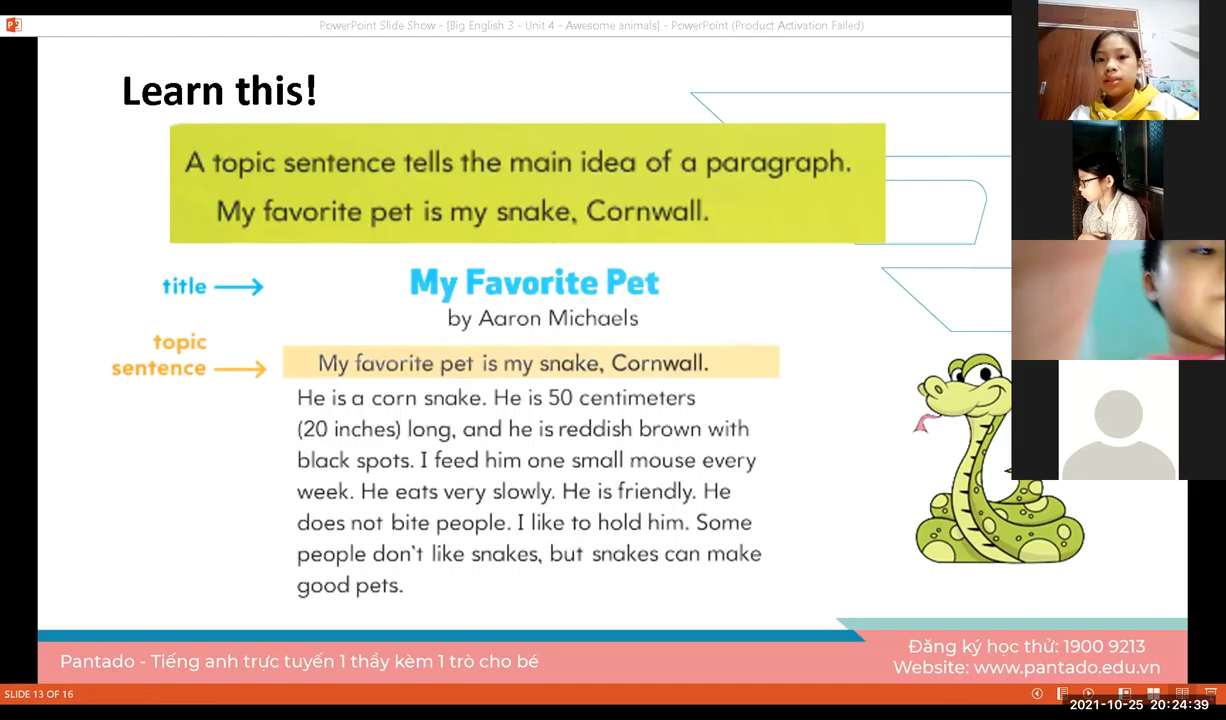 PowerPoint Slide Show - [Big English 3 - Unit 4 - Awesome animals] - PowerPoint (Product Activation Failed)
Learn this!
A topic sentence tells the main idea of a paragraph.
My favorite pet is my snake, Cornwall.
title
My Favorite Pet
by Aaron Michaels
topic
sentence
My favorite pet is my snake, Cornwall.
He is a corn snake. He is 50 centimeters
(20 inches) long, and he is reddish brown with
black spots. I feed him one small mouse every
week. He eats very slowly. He is friendly. He
does not bite people. I like to hold him. Some
people don't like snakes, but snakes can make
good pets.
Pantado - Tiếng anh trực tuyến 1 thầy kèm 1 trò cho bé
Đăng ký học thử: 1900 9213
Website: www.pantado.edu.vn
SLIDE 13 OF 16
2021-10-25 20:24:39